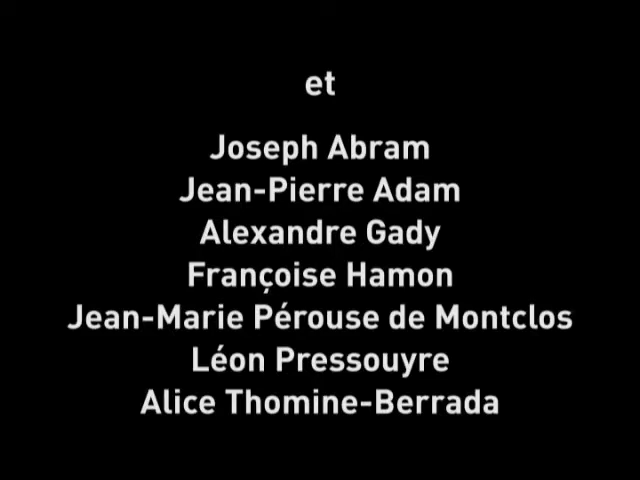 et
Joseph Abram
Jean-Pierre Adam
Alexandre Gady
Françoise Hamon
Jean-Marie Pérouse de Montclos
Léon Pressouyre
Alice Thomine-Berrada